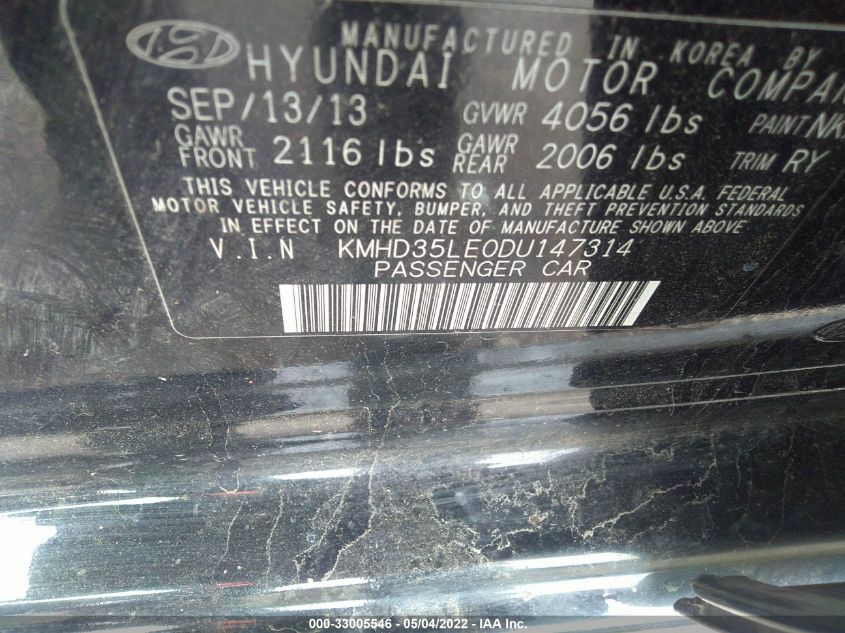 MANUFACTURED IN KOREA BY
HYUNDAI MOTOR
SEP/13/13 GVWR 4056 lbs PAINT
GAWR FRONT 2116 lbs GAWR REAR 2006 lbs TRIM RY
THIS VEHICLE CONFORMS TO ALL APPLICABLE U.S.A. FEDERAL
MOTOR VEHICLE SAFETY, BUMPER, AND THEFT PREVENTION STANDARDS
IN EFFECT ON THE DATE OF MANUFACTURE SHOWN ABOVE
V.I.N KMHD35LE0DU147314
PASSENGER CAR
000-33005546 - 05/04/2022 - IAA Inc.